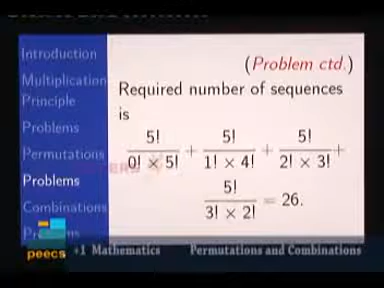 Introduction
Multiplication
Principle
Problems
Permutations
Problems
Combinations
(Problem ctd.)
Required number of sequences
is
5!/(0! × 5!) + 5!/(1! × 4!) + 5!/(2! × 3!) +
5!/(3! × 2!) = 26.
peecs
+1 Mathematics Permutations and Combinations